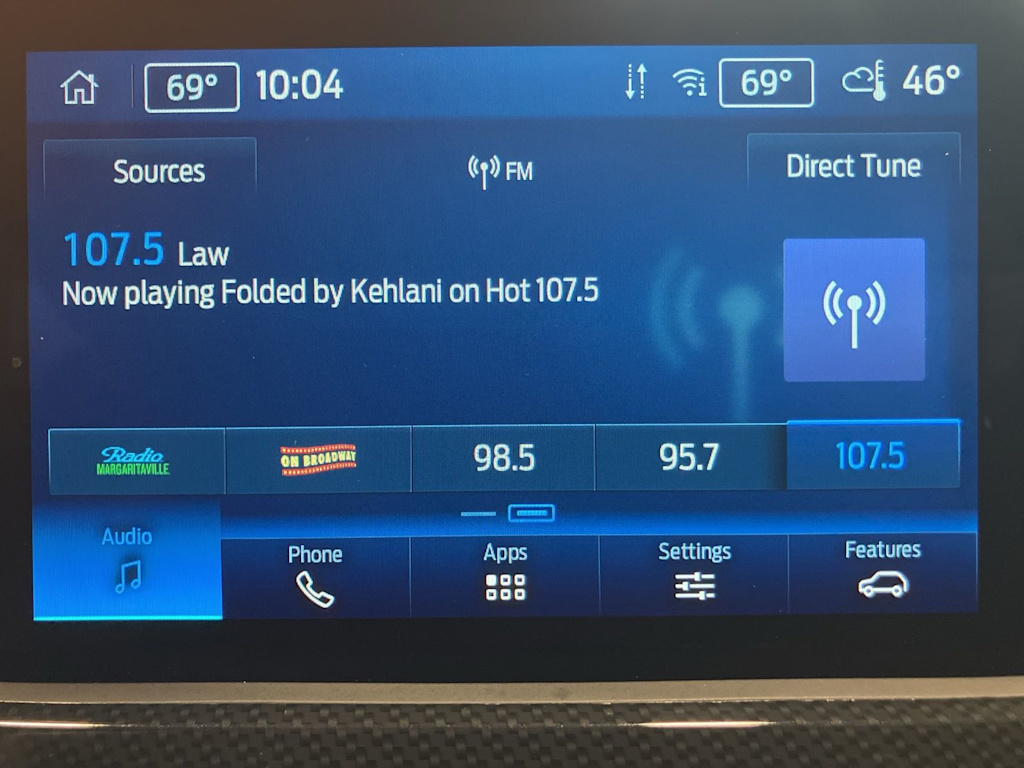 69° 10:04 69° 46°
Sources FM Direct Tune
107.5 Law
Now playing Folded by Kehlani on Hot 107.5
Radio
MARGARITAVILLE
ON BROADWAY
98.5
95.7
107.5
Audio
Phone
Apps
Settings
Features